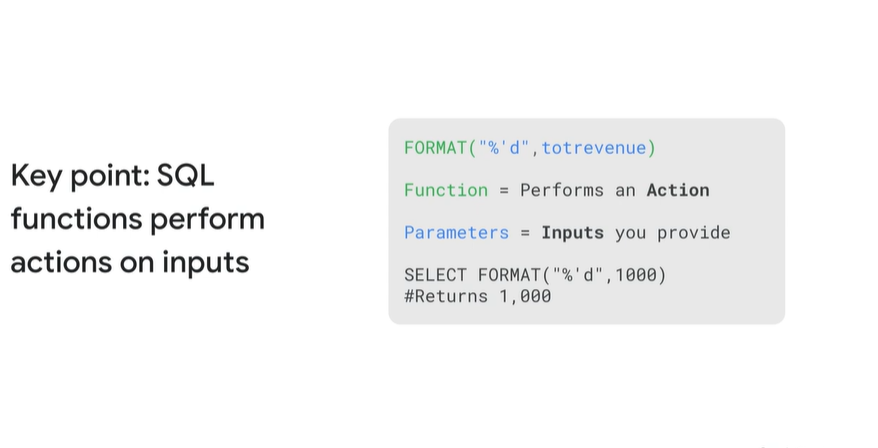 Key point: SQL
functions perform
actions on inputs
FORMAT("%'d",totrevenue)
Function = Performs an Action
Parameters = Inputs you provide
SELECT FORMAT("%'d",1000)
#Returns 1,000